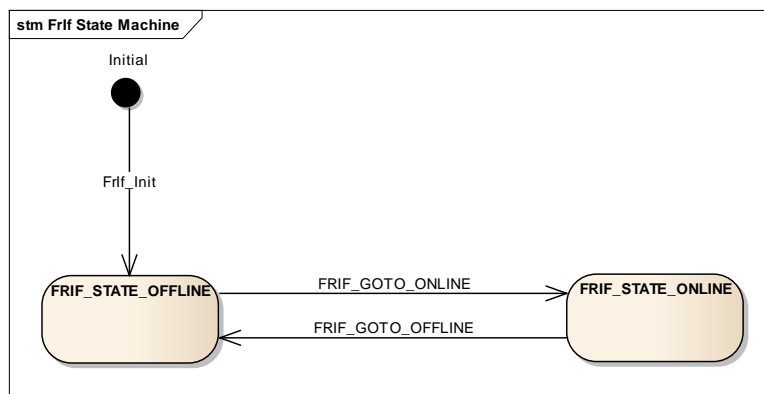 stm FrIf State Machine
Initial
FrIf_Init
FRIF_STATE_OFFLINE
FRIF_GOTO_ONLINE
FRIF_STATE_ONLINE
FRIF_GOTO_OFFLINE